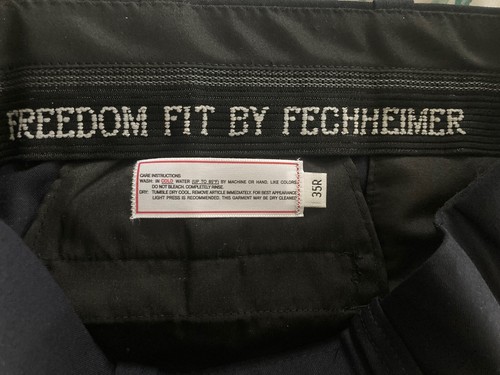 FREEDOM FIT BY FECHHEIMER
CARE INSTRUCTIONS
WASH: IN COLD WATER (UP TO 85°F) BY MACHINE OR HAND, LIKE COLORS.
DO NOT BLEACH. COMPLETELY RINSE.
DRY: TUMBLE DRY COOL. REMOVE ARTICLE IMMEDIATELY. FOR BEST APPEARANCE
LIGHT PRESS IS RECOMMENDED. THIS GARMENT MAY BE DRY CLEANED
35R